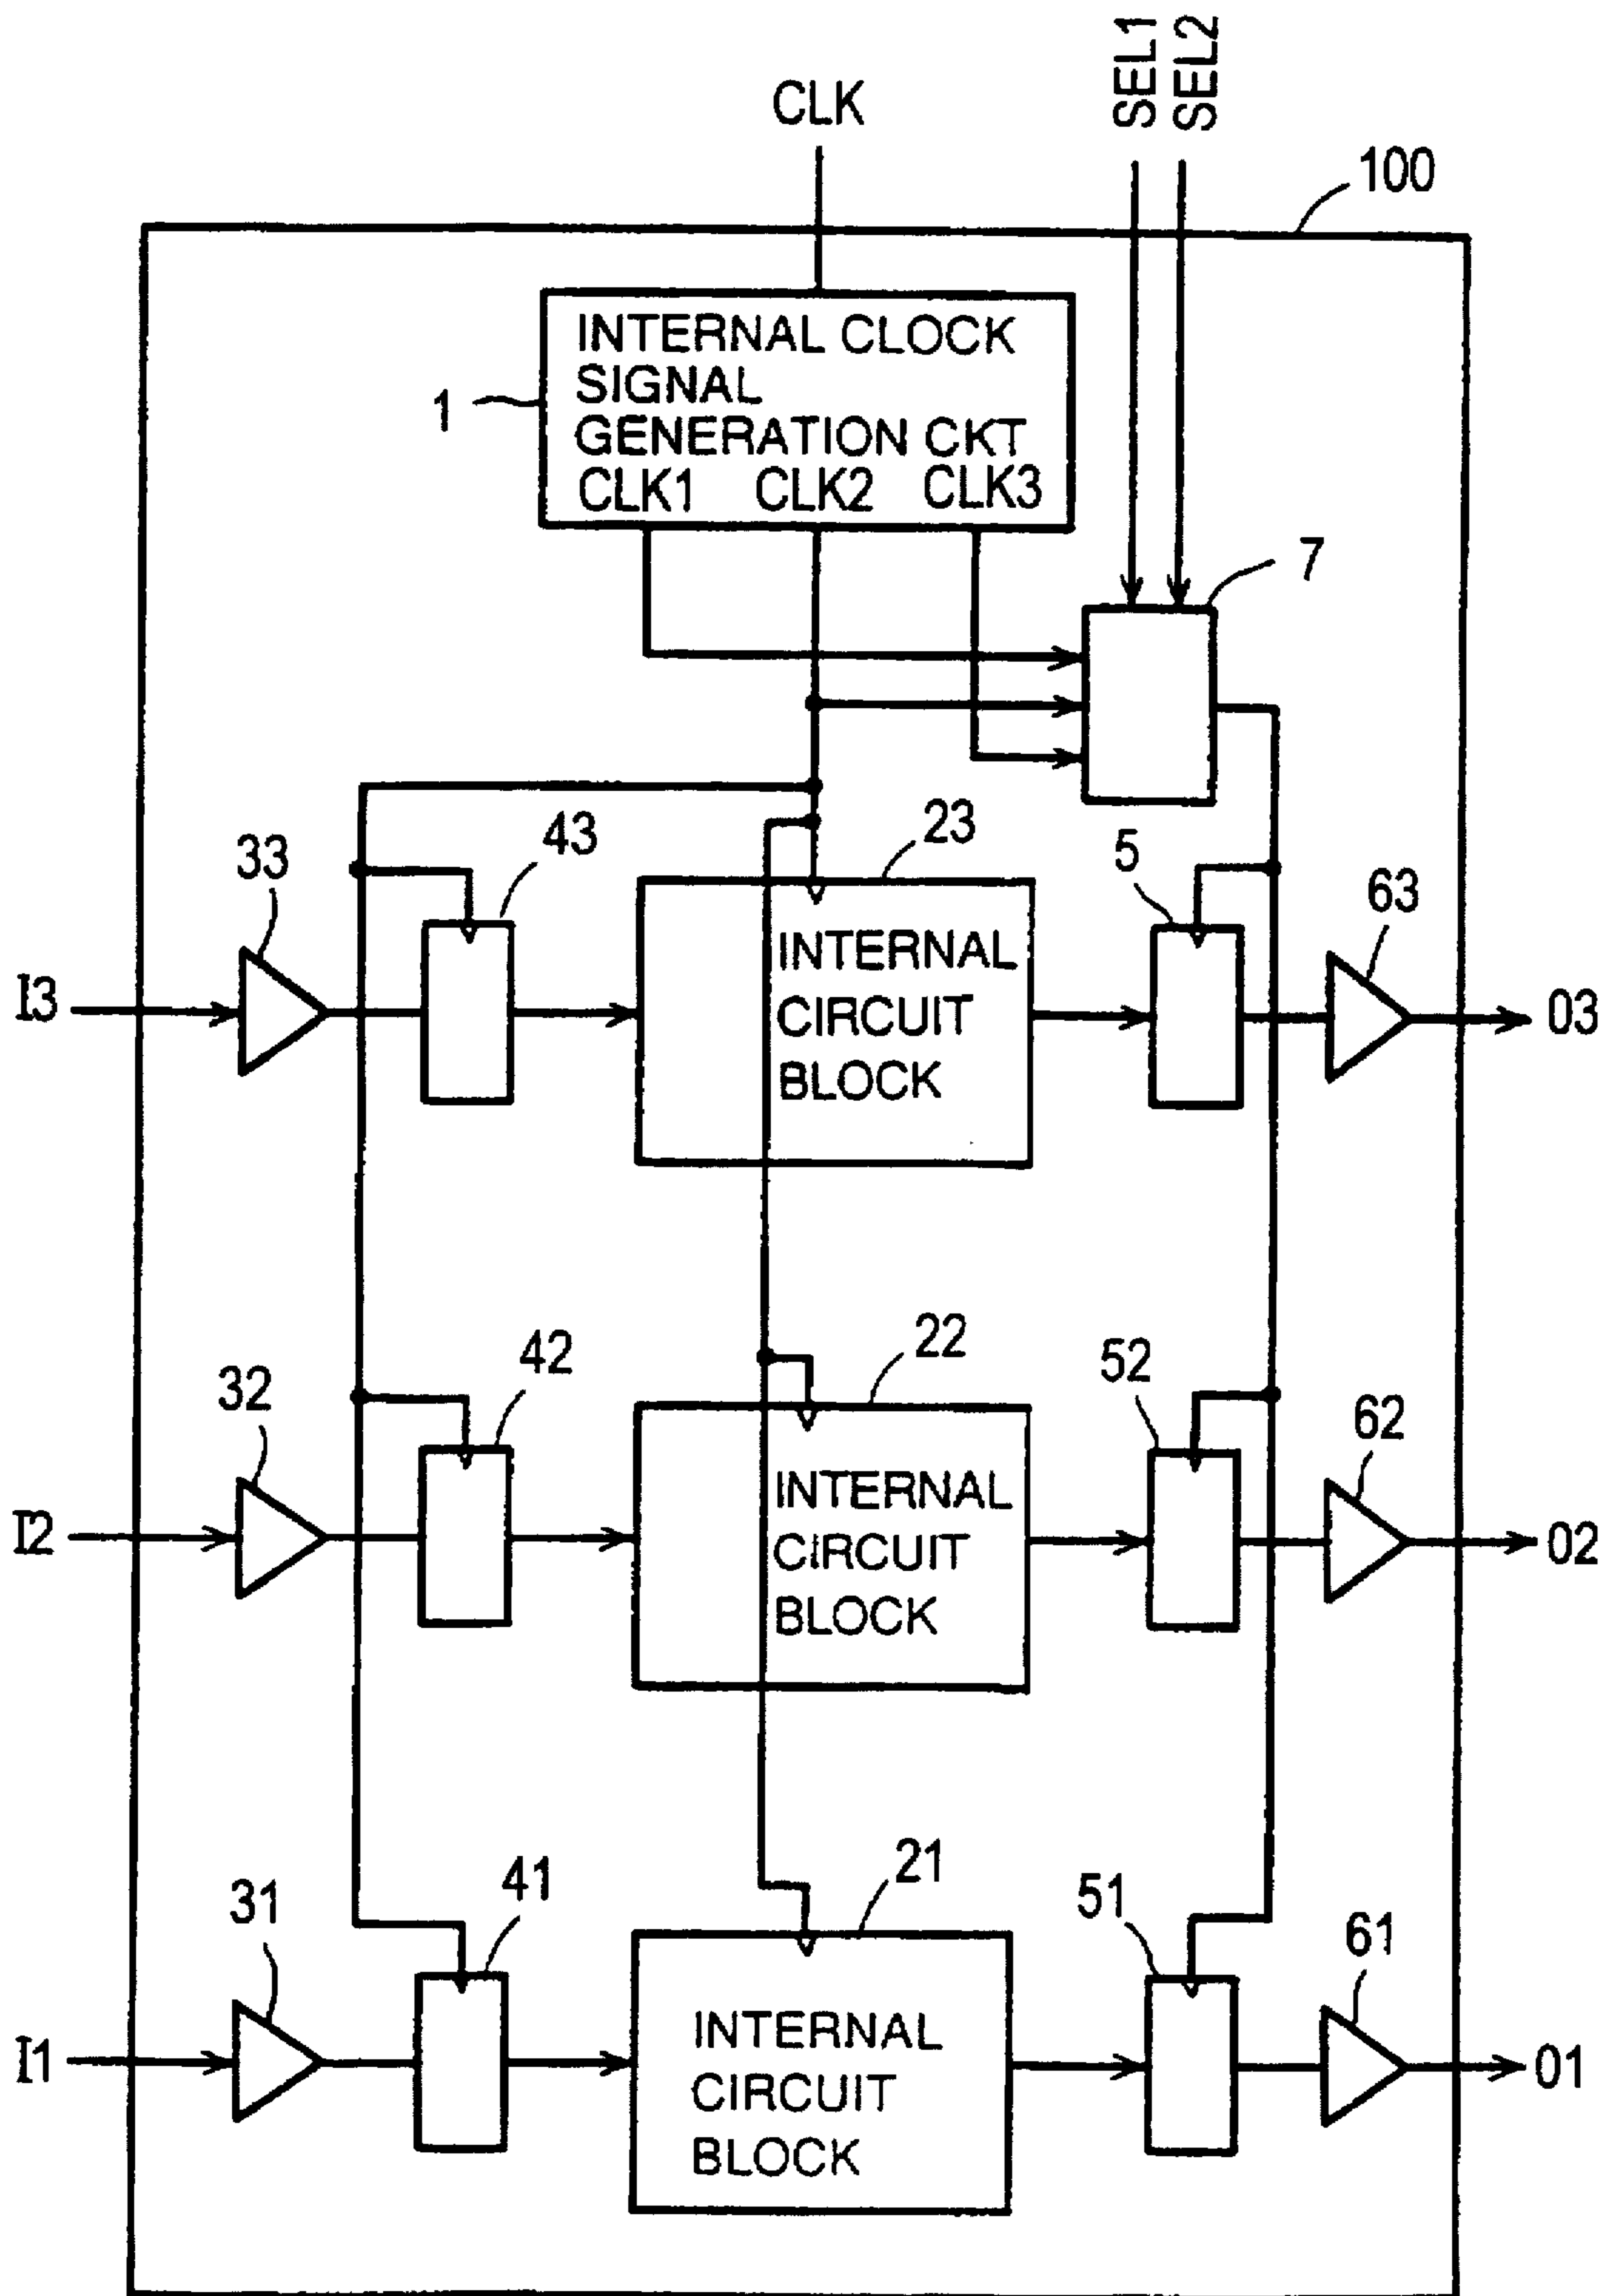 CLK
SEL1
SEL2
100
INTERNAL CLOCK
SIGNAL
GENERATION CKT
CLK1 CLK2 CLK3
1
7
33
43
23
5
63
I3
INTERNAL
CIRCUIT
BLOCK
03
32
42
22
52
62
I2
INTERNAL
CIRCUIT
BLOCK
02
31
41
21
51
61
I1
INTERNAL
CIRCUIT
BLOCK
01